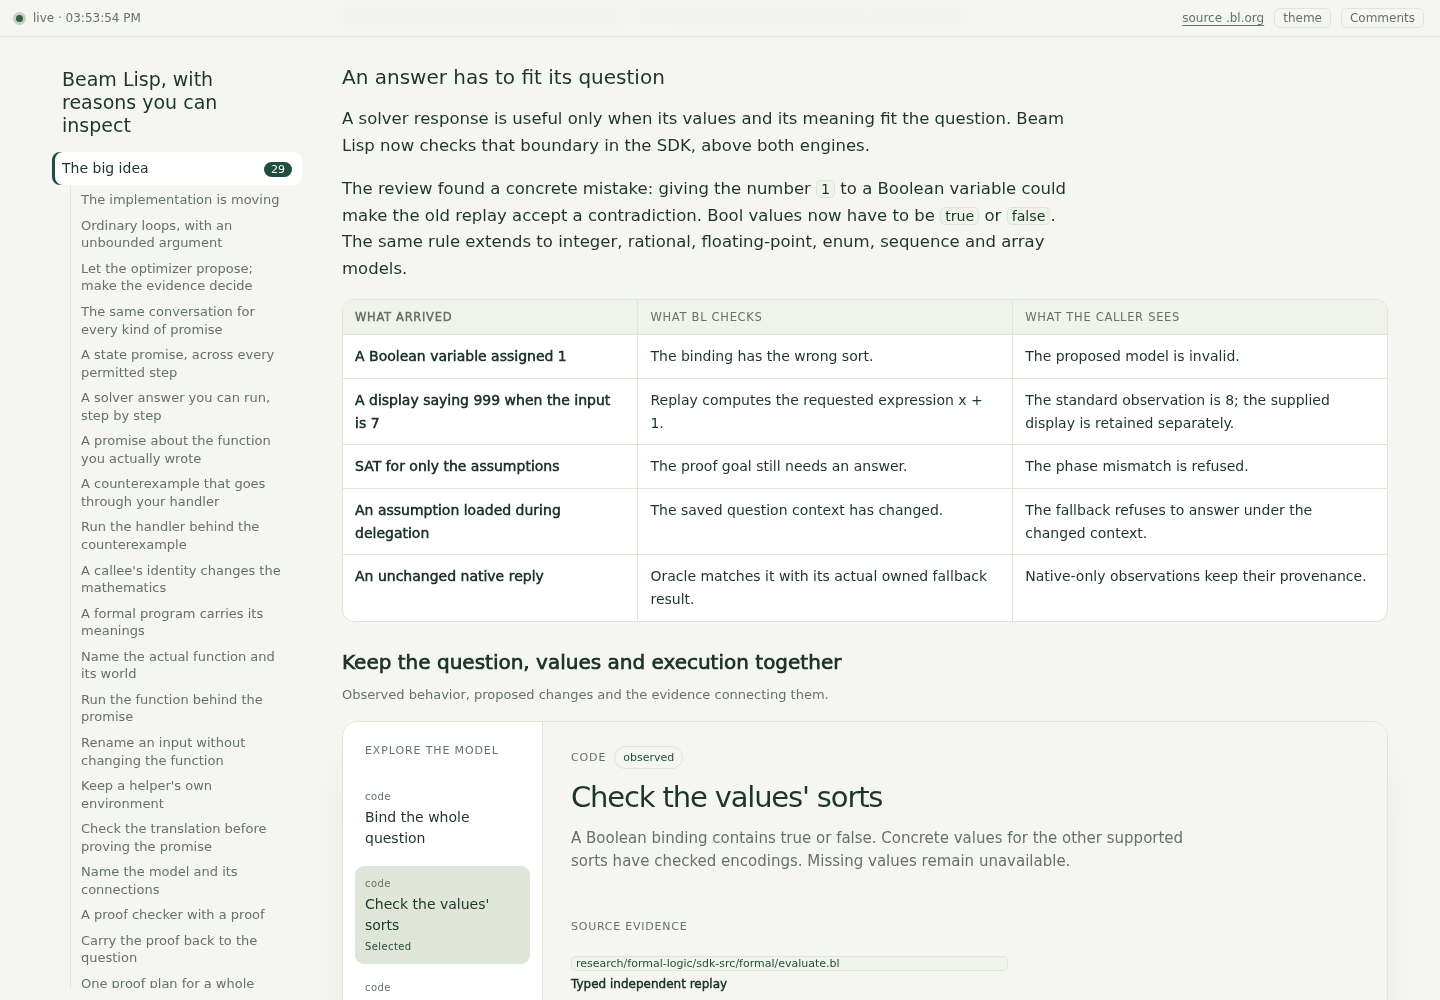 live · 03:53:54 PM
source .bl.org
theme
Comments
Beam Lisp, with
reasons you can
inspect
The big idea
29
The implementation is moving
Ordinary loops, with an
unbounded argument
Let the optimizer propose;
make the evidence decide
The same conversation for
every kind of promise
A state promise, across every
permitted step
A solver answer you can run,
step by step
A promise about the function
you actually wrote
A counterexample that goes
through your handler
Run the handler behind the
counterexample
A callee's identity changes the
mathematics
A formal program carries its
meanings
Name the actual function and
its world
Run the function behind the
promise
Rename an input without
changing the function
Keep a helper's own
environment
Check the translation before
proving the promise
Name the model and its
connections
A proof checker with a proof
Carry the proof back to the
question
One proof plan for a whole
An answer has to fit its question
A solver response is useful only when its values and its meaning fit the question. Beam
Lisp now checks that boundary in the SDK, above both engines.
The review found a concrete mistake: giving the number 1 to a Boolean variable could
make the old replay accept a contradiction. Bool values now have to be true or false.
The same rule extends to integer, rational, floating-point, enum, sequence and array
models.
WHAT ARRIVED
WHAT BL CHECKS
WHAT THE CALLER SEES
A Boolean variable assigned 1
The binding has the wrong sort.
The proposed model is invalid.
A display saying 999 when the input
is 7
Replay computes the requested expression x +
1.
The standard observation is 8; the supplied
display is retained separately.
SAT for only the assumptions
The proof goal still needs an answer.
The phase mismatch is refused.
An assumption loaded during
delegation
The saved question context has changed.
The fallback refuses to answer under the
changed context.
An unchanged native reply
Oracle matches it with its actual owned fallback
result.
Native-only observations keep their provenance.
Keep the question, values and execution together
Observed behavior, proposed changes and the evidence connecting them.
EXPLORE THE MODEL
code
Bind the whole
question
code
Check the values'
sorts
Selected
code
CODE
observed
Check the values' sorts
A Boolean binding contains true or false. Concrete values for the other supported
sorts have checked encodings. Missing values remain unavailable.
SOURCE EVIDENCE
research/formal-logic/sdk-src/formal/evaluate.bl
Typed independent replay